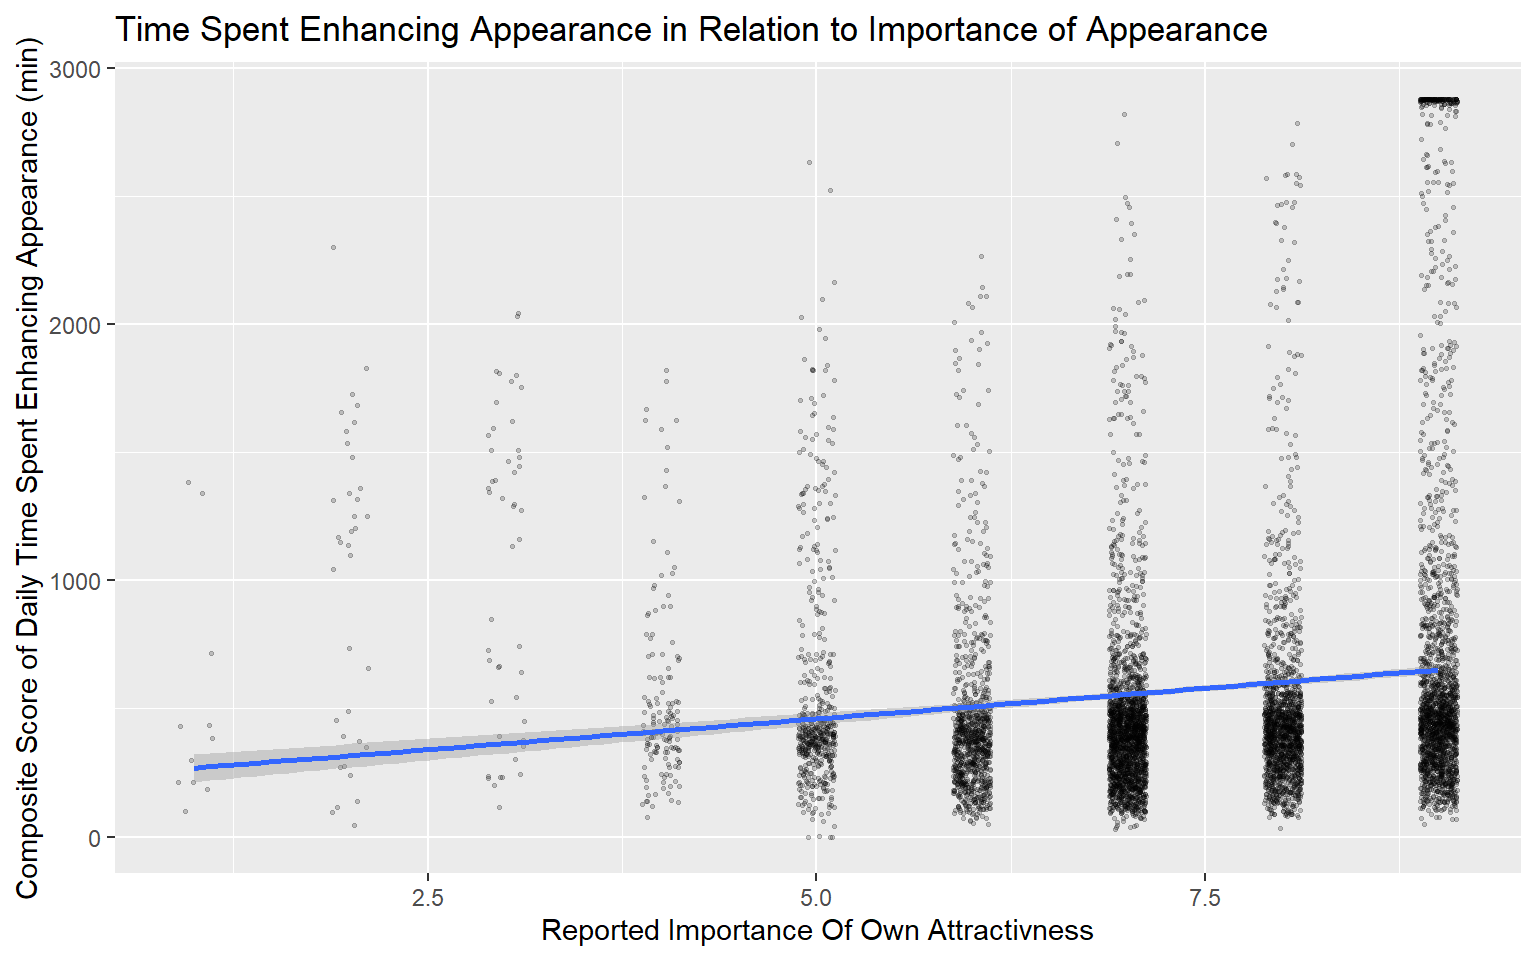 Time Spent Enhancing Appearance in Relation to Importance of Appearance
Composite Score of Daily Time Spent Enhancing Appearance (min)
3000
2000
1000
0
2.5
5.0
7.5
Reported Importance Of Own Attractivness